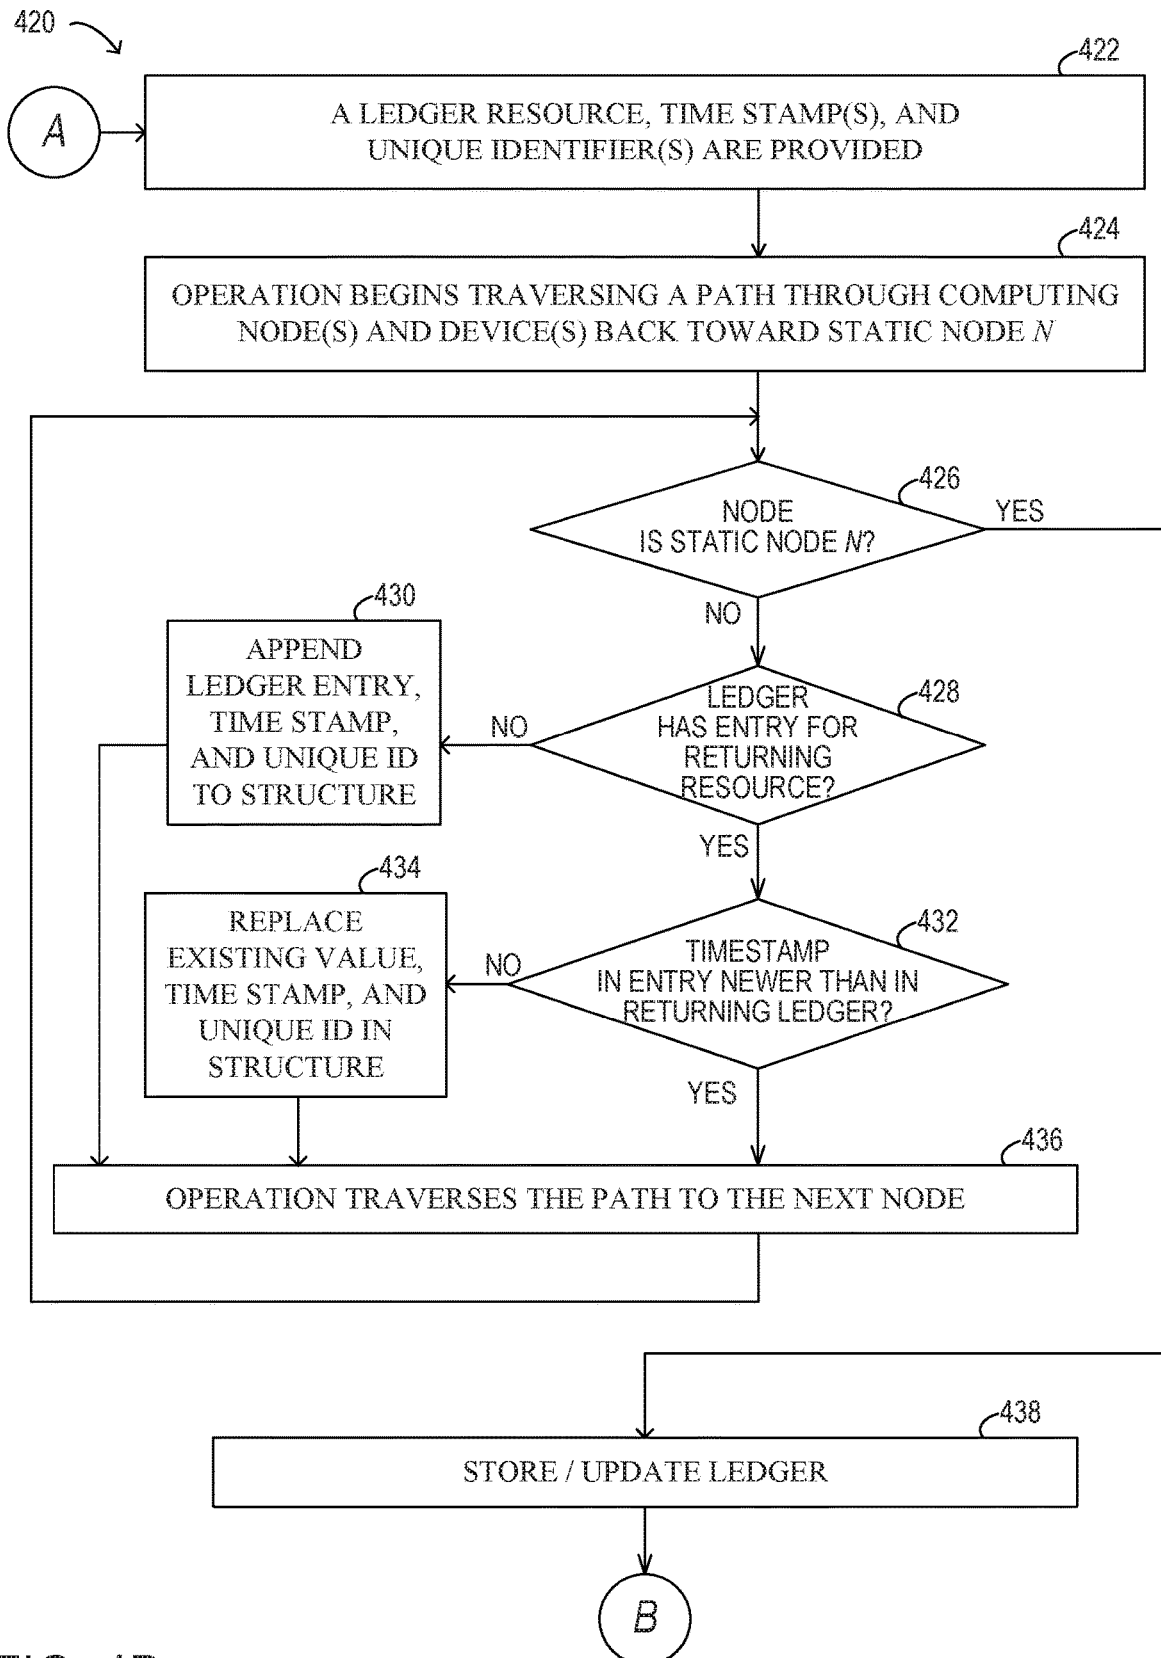 420
422
A
A LEDGER RESOURCE, TIME STAMP(S), AND
UNIQUE IDENTIFIER(S) ARE PROVIDED
424
OPERATION BEGINS TRAVERSING A PATH THROUGH COMPUTING
NODE(S) AND DEVICE(S) BACK TOWARD STATIC NODE N
426
NODE
IS STATIC NODE N?
YES
NO
430
APPEND
LEDGER ENTRY,
TIME STAMP,
AND UNIQUE ID
TO STRUCTURE
428
LEDGER
HAS ENTRY FOR
RETURNING
RESOURCE?
NO
YES
434
REPLACE
EXISTING VALUE,
TIME STAMP, AND
UNIQUE ID IN
STRUCTURE
432
TIMESTAMP
IN ENTRY NEWER THAN IN
RETURNING LEDGER?
NO
YES
436
OPERATION TRAVERSES THE PATH TO THE NEXT NODE
438
STORE / UPDATE LEDGER
B